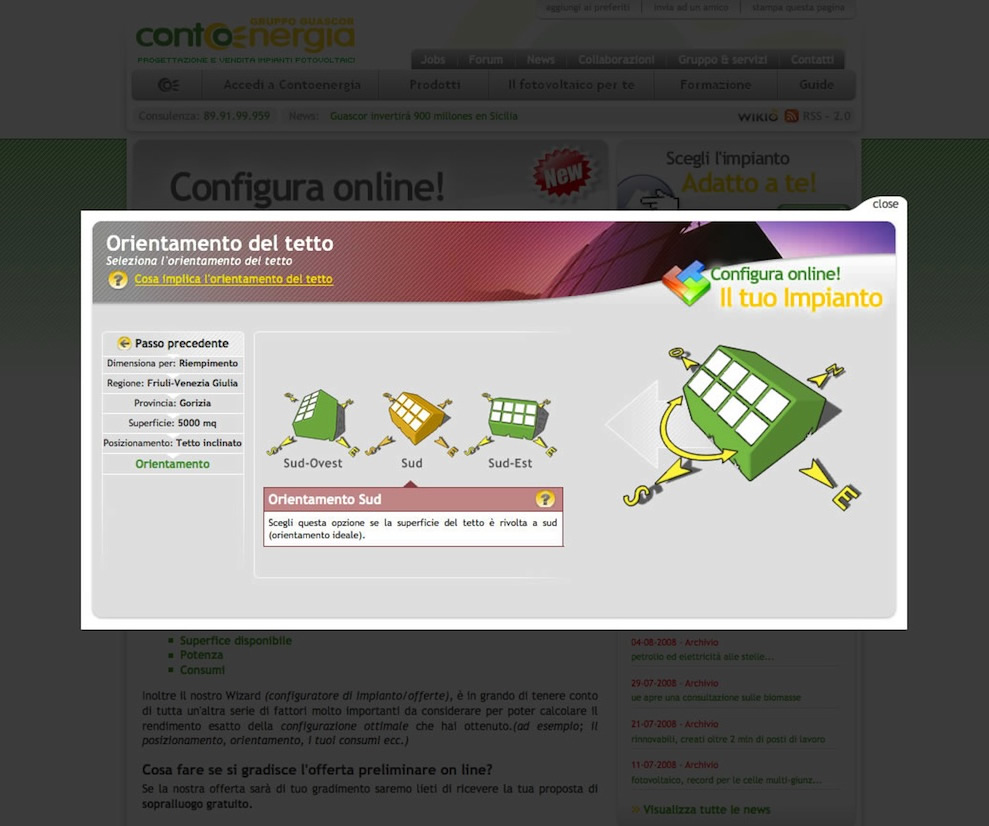 aggiungi ai preferiti | invia ad un amico | stampa questa pagina
GRUPPO GUASCOR
contoenergia
PROGETTAZIONE E VENDITA IMPIANTI FOTOVOLTAICI
Jobs | Forum | News | Collaborazioni | Gruppo & servizi | Contatti
Accedi a Contoenergia | Prodotti | Il fotovoltaico per te | Formazione | Guide
Consulenza: 89.91.99.959 News: Guascor invertirá 900 millones en Sicilia WIKIO RSS - 2.0
Configura online!
New
Scegli l'impianto
Adatto a te!
close
Orientamento del tetto
Seleziona l'orientamento del tetto
? Cosa implica l'orientamento del tetto
Configura online!
Il tuo Impianto
Passo precedente
Dimensiona per: Riempimento
Regione: Friuli-Venezia Giulia
Provincia: Gorizia
Superficie: 5000 mq
Posizionamento: Tetto inclinato
Orientamento
Sud-Ovest Sud Sud-Est
Orientamento Sud ?
Scegli questa opzione se la superficie del tetto è rivolta a sud
(orientamento ideale).
O N
S E
Superfice disponibile
Potenza
Consumi
Inoltre il nostro Wizard (configuratore di impianto/offerte), è in grando di tenere conto
di tutta un'altra serie di fattori molto importanti da considerare per poter calcolare il
rendimento esatto della configurazione ottimale che hai ottenuto.(ad esempio; il
posizionamento, orientamento, i tuoi consumi ecc.)
Cosa fare se si gradisce l'offerta preliminare on line?
Se la nostra offerta sarà di tuo gradimento saremo lieti di ricevere la tua proposta di
sopralluogo gratuito.
04-08-2008 - Archivio
petrolio ed elettricità alle stelle...
29-07-2008 - Archivio
ue apre una consultazione sulle biomasse
21-07-2008 - Archivio
rinnovabili, creati oltre 2 mln di posti di lavoro
11-07-2008 - Archivio
fotovoltaico, record per le celle multi-giunz...
>> Visualizza tutte le news